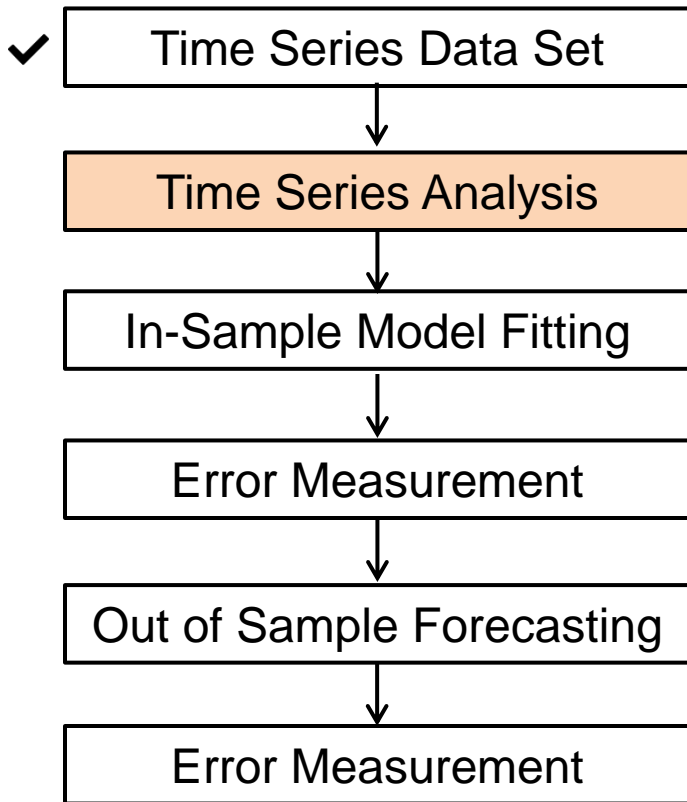 Time Series Data Set
Time Series Analysis
In-Sample Model Fitting
Error Measurement
Out of Sample Forecasting
Error Measurement